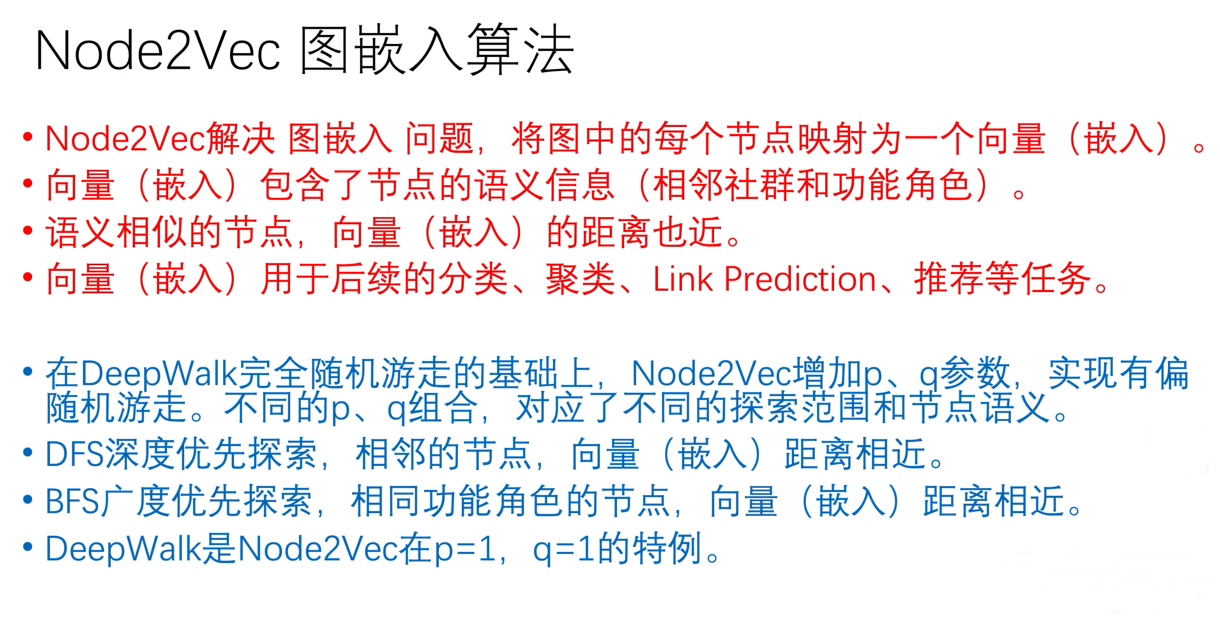 Node2Vec 图嵌入算法
• Node2Vec解决 图嵌入 问题，将图中的每个节点映射为一个向量（嵌入）。
• 向量（嵌入）包含了节点的语义信息（相邻社群和功能角色）。
• 语义相似的节点，向量（嵌入）的距离也近。
• 向量（嵌入）用于后续的分类、聚类、Link Prediction、推荐等任务。
• 在DeepWalk完全随机游走的基础上，Node2Vec增加p、q参数，实现有偏
随机游走。不同的p、q组合，对应了不同的探索范围和节点语义。
• DFS深度优先探索，相邻的节点，向量（嵌入）距离相近。
• BFS广度优先探索，相同功能角色的节点，向量（嵌入）距离相近。
• DeepWalk是Node2Vec在p=1，q=1的特例。